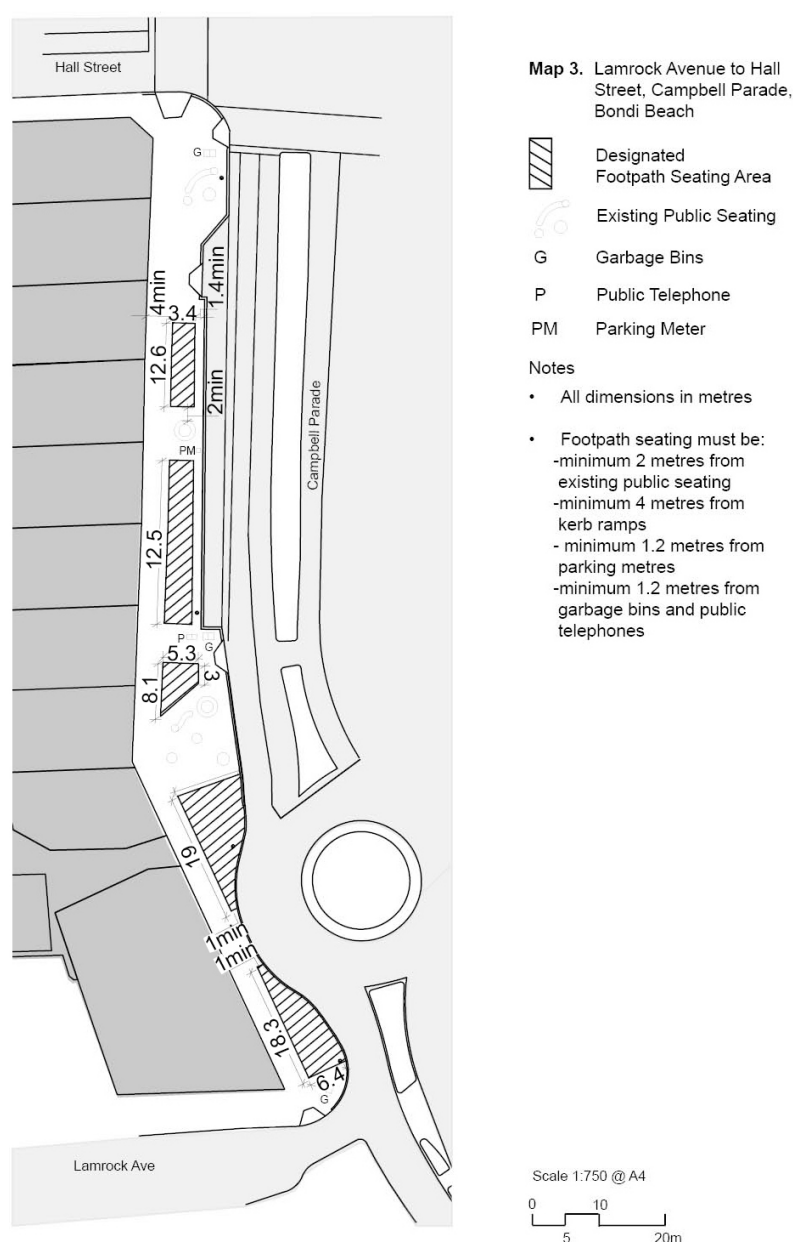 Hall Street
G
4min
3.4
1.4min
12.6
2min
PM
12.5
Campbell Parade
P
G
5.3
3
8.1
19
1min
1min
18.3
6.4
G
Lamrock Ave
Map 3. Lamrock Avenue to Hall
Street, Campbell Parade,
Bondi Beach
Designated
Footpath Seating Area
Existing Public Seating
G Garbage Bins
P Public Telephone
PM Parking Meter
Notes
• All dimensions in metres
• Footpath seating must be:
-minimum 2 metres from
existing public seating
-minimum 4 metres from
kerb ramps
- minimum 1.2 metres from
parking metres
-minimum 1.2 metres from
garbage bins and public
telephones
Scale 1:750 @ A4
0 10
5 20m